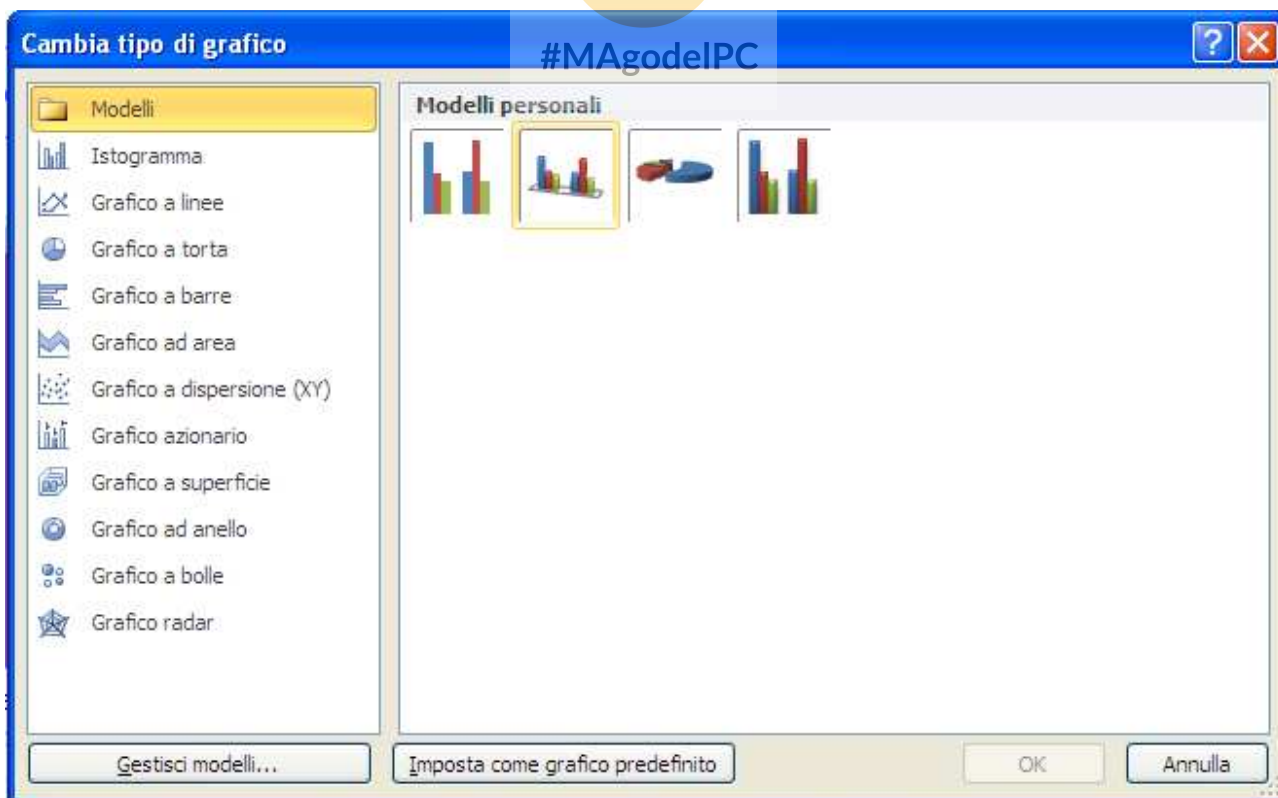 Cambia tipo di grafico
#MAgodelPC
Modelli
Istogramma
Grafico a linee
Grafico a torta
Grafico a barre
Grafico ad area
Grafico a dispersione (XY)
Grafico azionario
Grafico a superficie
Grafico ad anello
Grafico a bolle
Grafico radar
Modelli personali
Gestisci modelli...
Imposta come grafico predefinito
OK
Annulla